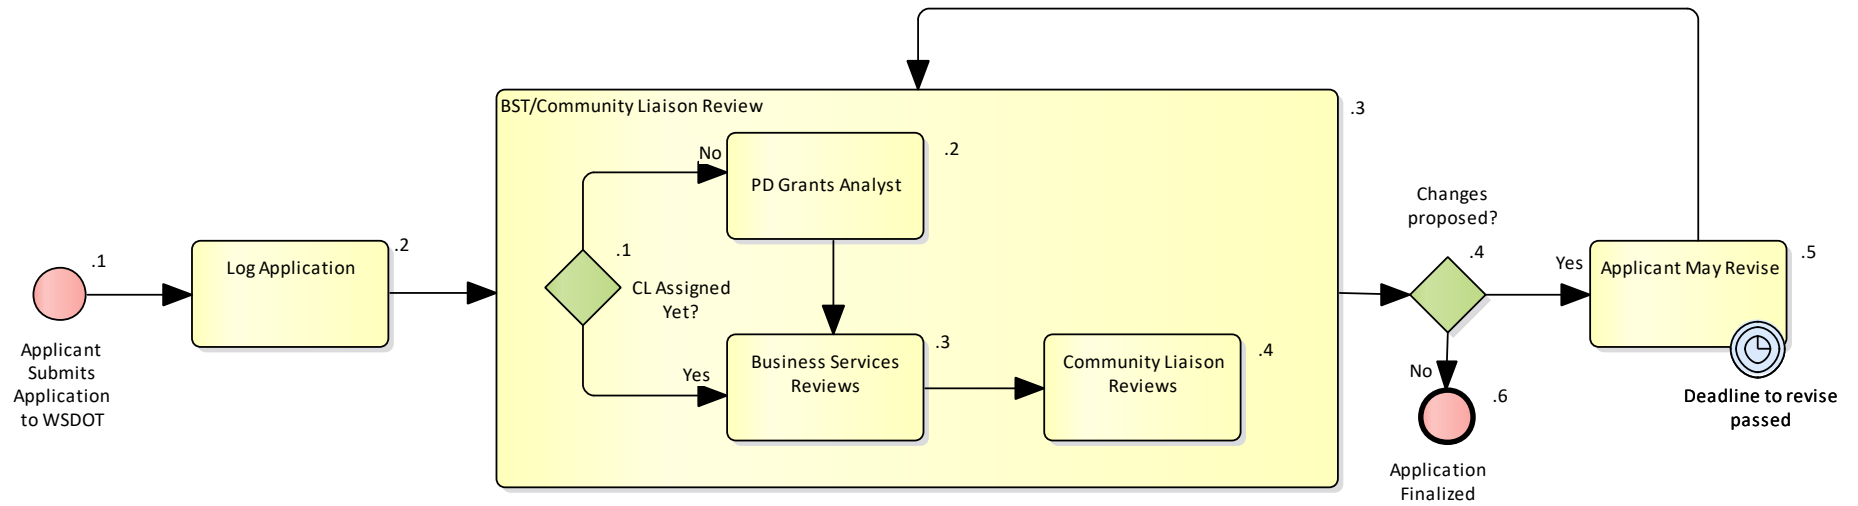 .1
Applicant
Submits
Application
to WSDOT
Log Application
.2
BST/Community Liaison Review
.3
.1
CL Assigned
Yet?
No
PD Grants Analyst
.2
Yes
Business Services
Reviews
.3
Community Liaison
Reviews
.4
Changes
proposed?
.4
Yes
Applicant May Revise
.5
Deadline to revise
passed
No
.6
Application
Finalized